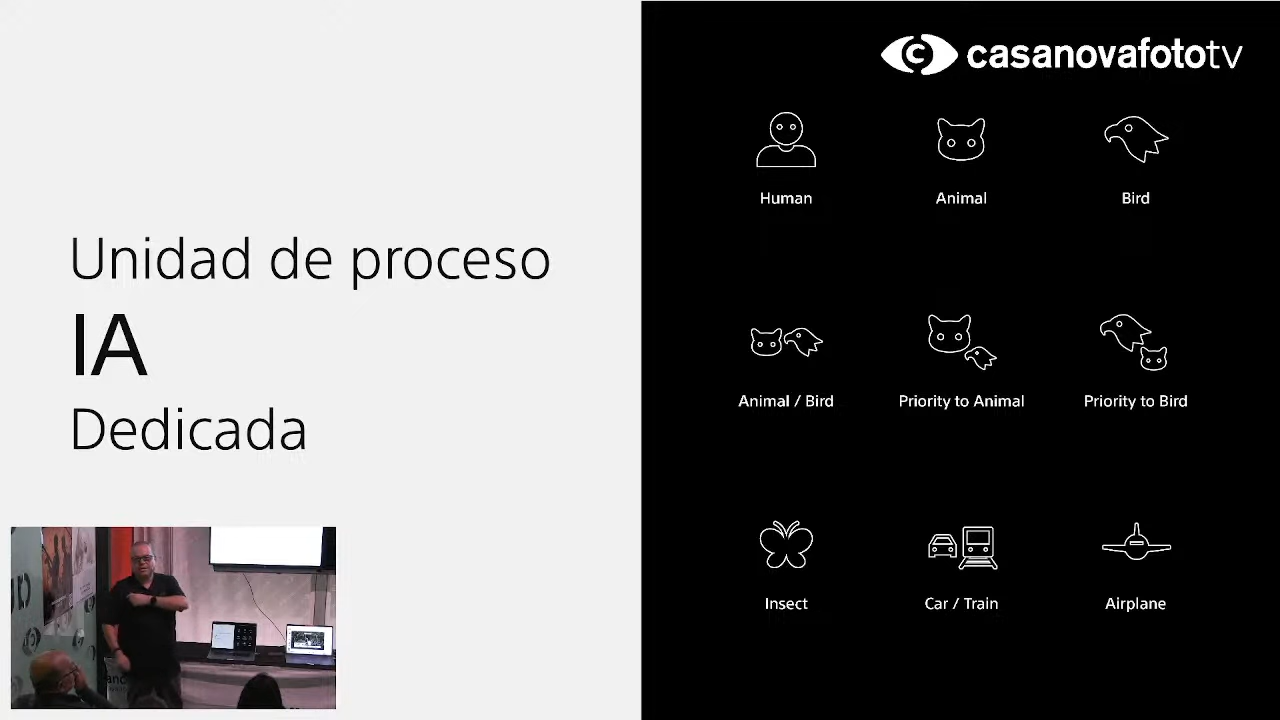 casanovafototv
Unidad de proceso
IA
Dedicada
Human
Animal
Bird
Animal / Bird
Priority to Animal
Priority to Bird
Insect
Car / Train
Airplane